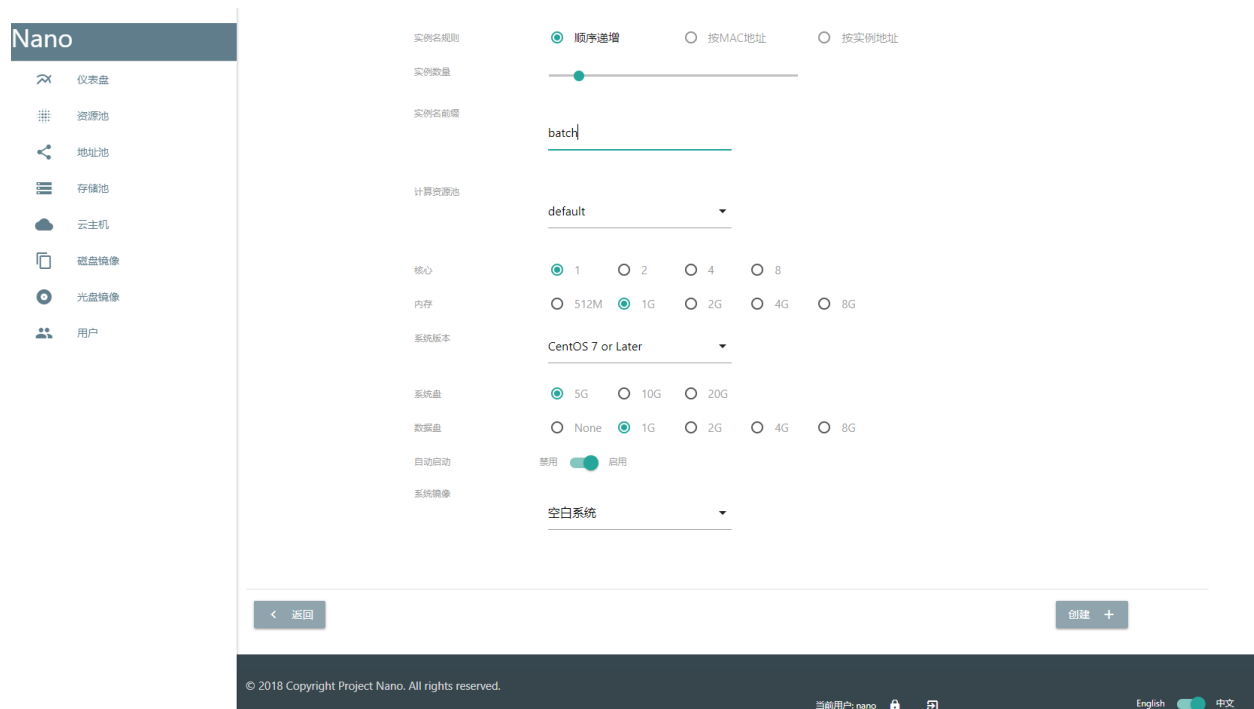 Nano
仪表盘
资源池
地址池
存储池
云主机
磁盘镜像
光盘镜像
用户
实例名规则 顺序递增 按MAC地址 按实例地址
实例数量
实例名前缀
batch
计算资源池
default
核心 1 2 4 8
内存 512M 1G 2G 4G 8G
系统版本
CentOS 7 or Later
系统盘 5G 10G 20G
数据盘 None 1G 2G 4G 8G
自动启动 禁用 启用
系统镜像
空白系统
返回 创建
© 2018 Copyright Project Nano. All rights reserved.
当前用户: nano English 中文